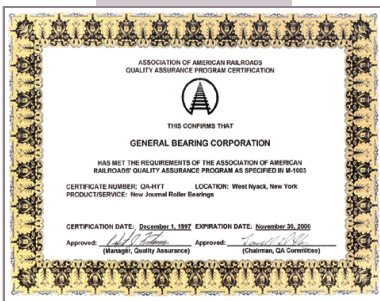 ASSOCIATION OF AMERICAN RAILROADS
QUALITY ASSURANCE PROGRAM CERTIFICATION
THIS CONFIRMS THAT
GENERAL BEARING CORPORATION
HAS MET THE REQUIREMENTS OF THE ASSOCIATION OF AMERICAN
RAILROADS' QUALITY ASSURANCE PROGRAM AS SPECIFIED IN M-1003
CERTIFICATE NUMBER: QA-HYT LOCATION: West Nyack, New York
PRODUCT/SERVICE: New Journal Roller Bearings
CERTIFICATION DATE: December 1, 1997 EXPIRATION DATE: November 30, 2000
Approved: Approved:
(Manager, Quality Assurance) (Chairman, QA Committee)